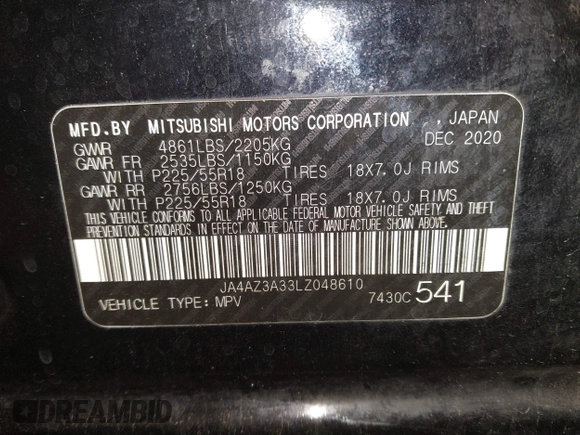 MFD.BY MITSUBISHI MOTORS CORPORATION , JAPAN
GVWR 4861LBS/2205KG DEC 2020
GAWR FR 2535LBS/1150KG
WITH P225/55R18 TIRES 18X7.0J RIMS
GAWR RR 2756LBS/1250KG
WITH P225/55R18 TIRES 18X7.0J RIMS
THIS VEHICLE CONFORMS TO ALL APPLICABLE FEDERAL MOTOR VEHICLE SAFETY AND THEFT
PREVENTION STANDARDS IN EFFECT ON THE DATE OF MANUFACTURE SHOWN ABOVE.
JA4AZ3A33LZ048610
VEHICLE TYPE: MPV 7430C 541
DREAMBID